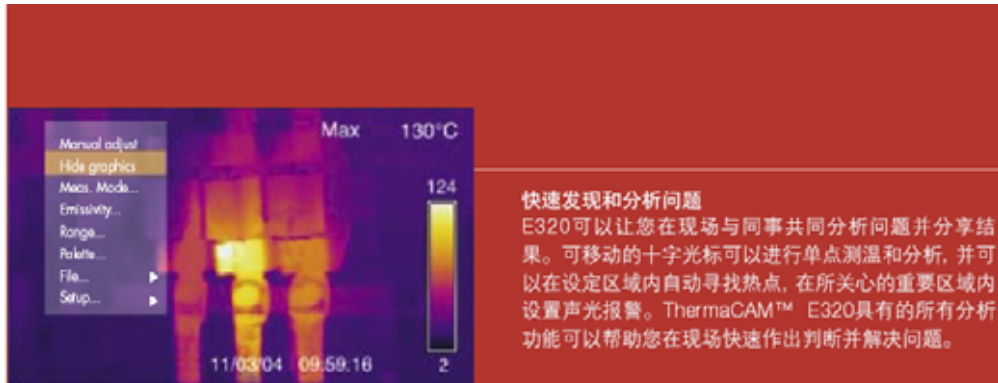 Max 130°C
Manual adjust
Hide graphics
Meas. Mode...
Emissivity...
Range...
Palette...
File...
Setup...
124
11/03/04 09:59:16
2
快速发现和分析问题
E320可以让您在现场与同事共同分析问题并分享结
果。可移动的十字光标可以进行单点测温和分析, 并可
以在设定区域内自动寻找热点, 在所关心的重要区域内
设置声光报警。ThermaCAM™ E320具有的所有分析
功能可以帮助您在现场快速作出判断并解决问题。